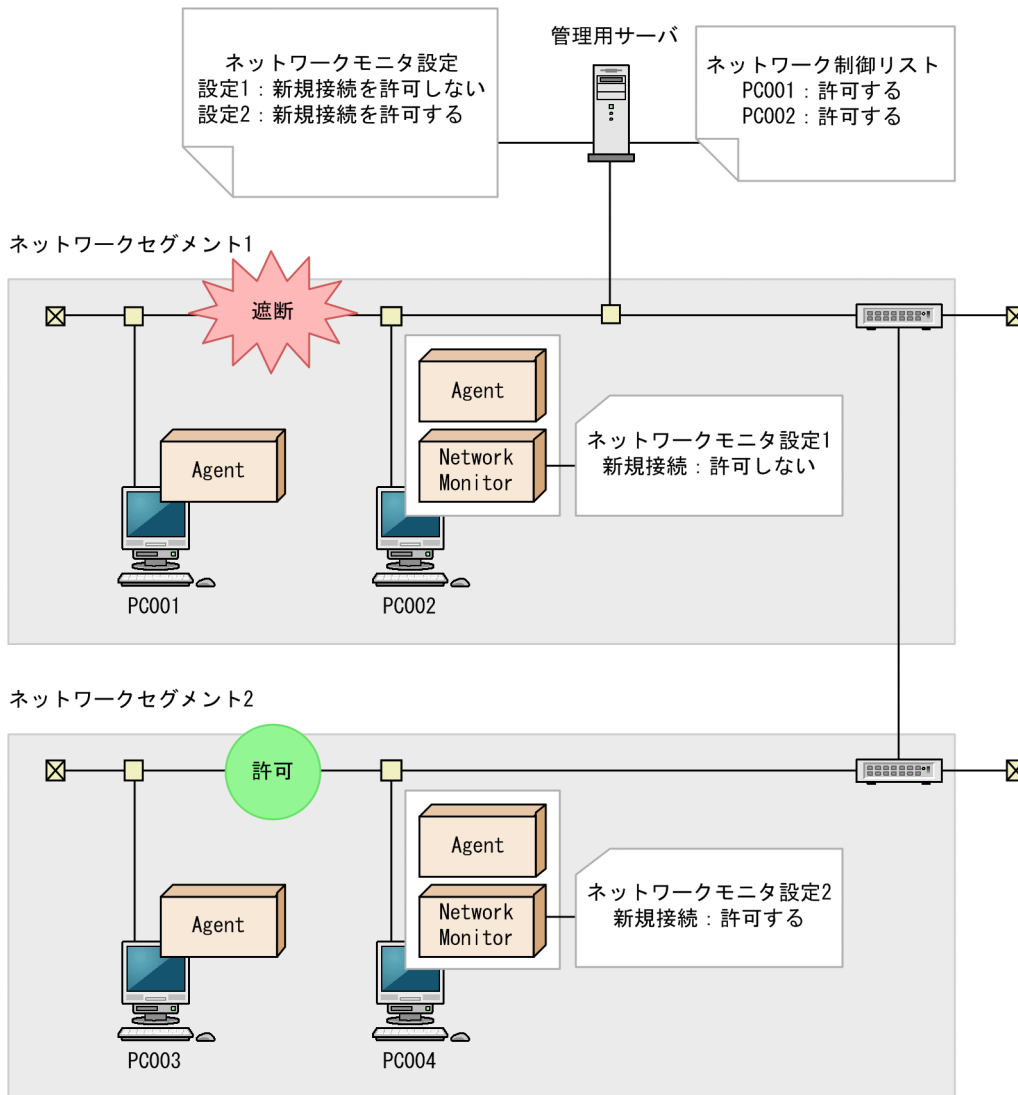 管理用サーバ
ネットワークモニタ設定
設定1：新規接続を許可しない
設定2：新規接続を許可する
ネットワーク制御リスト
PC001：許可する
PC002：許可する
ネットワークセグメント1
遮断
Agent
Agent
Network
Monitor
ネットワークモニタ設定1
新規接続：許可しない
PC001
PC002
ネットワークセグメント2
許可
Agent
Agent
Network
Monitor
ネットワークモニタ設定2
新規接続：許可する
PC003
PC004